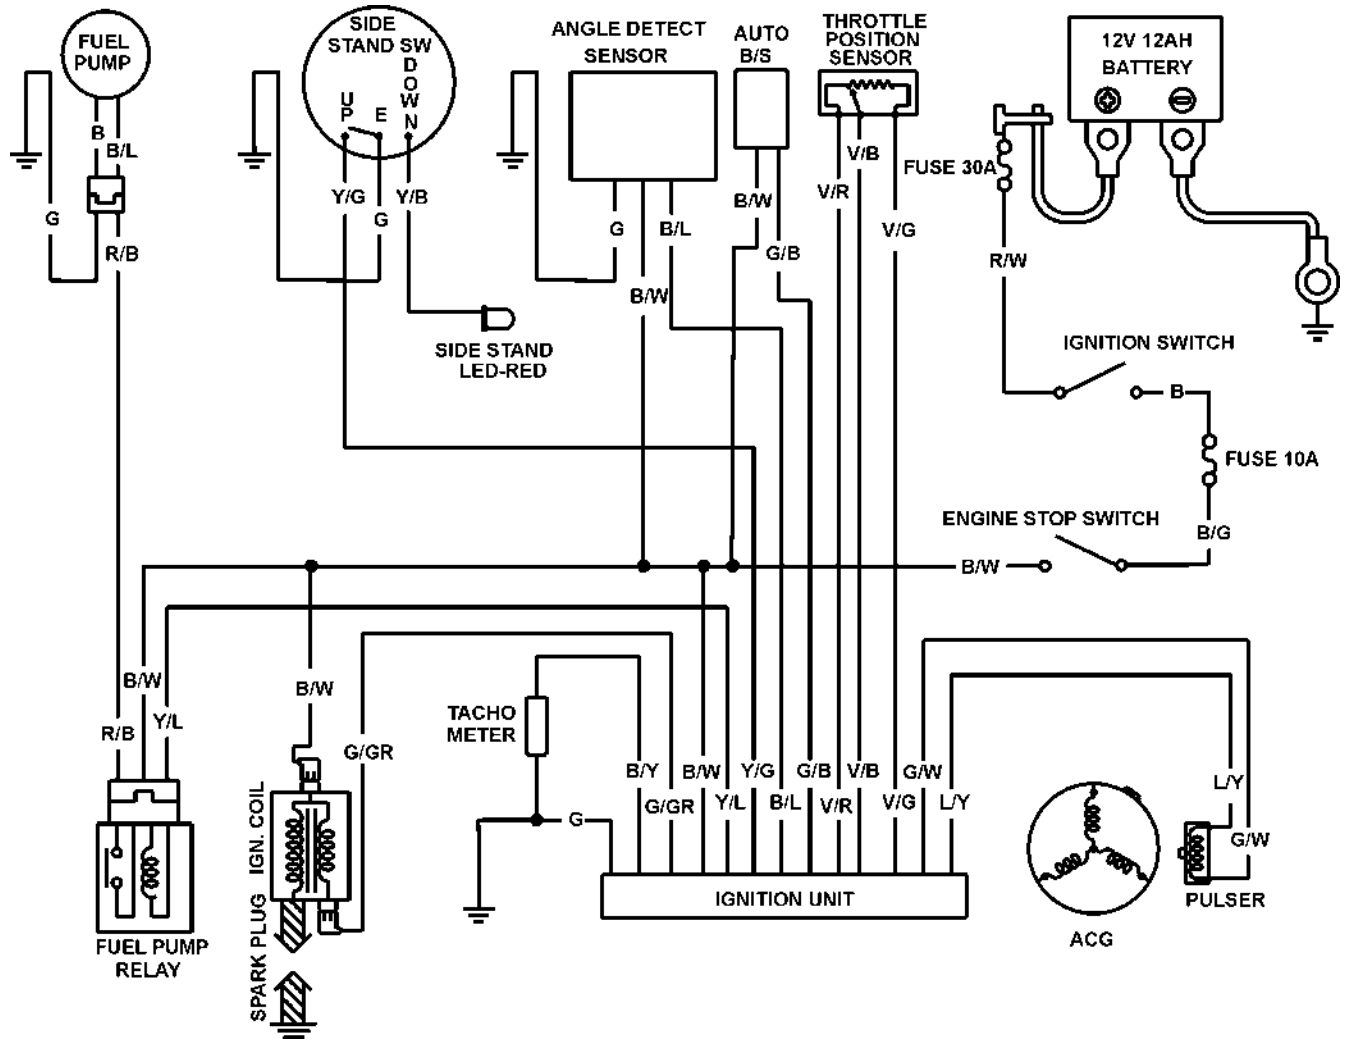 FUEL
PUMP
B
B/L
G
R/B
SIDE
STAND SW
DOWN
UP
E
Y/G
G
Y/B
SIDE STAND
LED-RED
ANGLE DETECT
SENSOR
G
B/L
B/W
AUTO
B/S
B/W
G/B
THROTTLE
POSITION
SENSOR
V/B
V/R
V/G
12V 12AH
BATTERY
FUSE 30A
R/W
IGNITION SWITCH
B
FUSE 10A
ENGINE STOP SWITCH
B/G
B/W
B/W
Y/L
R/B
B/W
G/GR
TACHO
METER
B/Y
B/W
Y/G
G/B
V/B
G/W
G/GR
Y/L
B/L
V/R
V/G
L/Y
G
L/Y
G/W
IGNITION UNIT
PULSER
ACG
FUEL PUMP
RELAY
IGN. COIL
SPARK PLUG